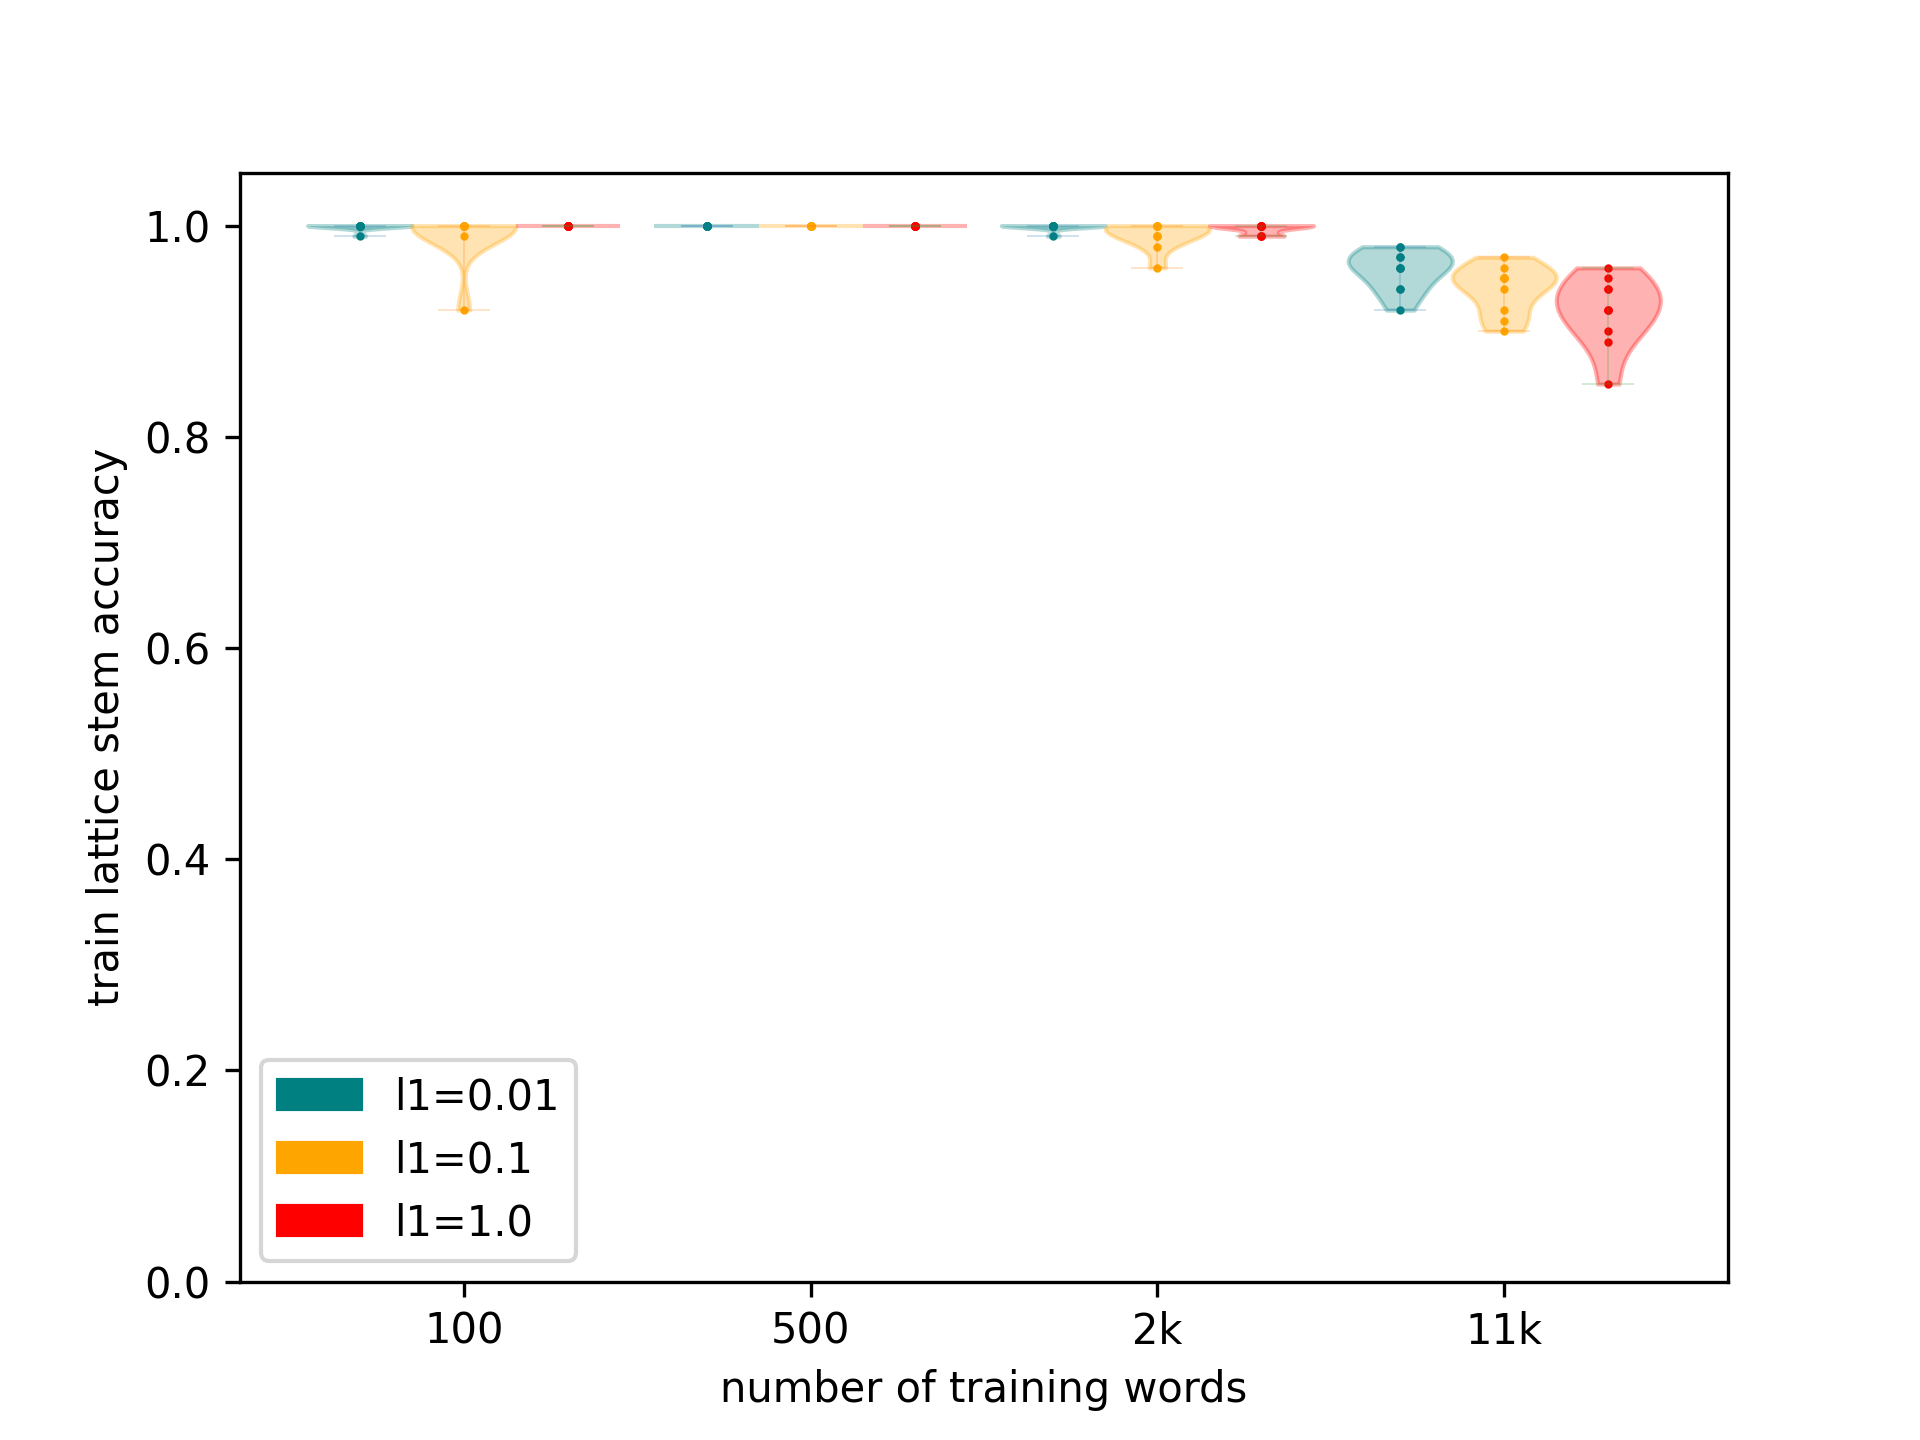 1.0
0.8
0.6
0.4
0.2
0.0
train lattice stem accuracy
l1=0.01
l1=0.1
l1=1.0
100 500 2k 11k
number of training words